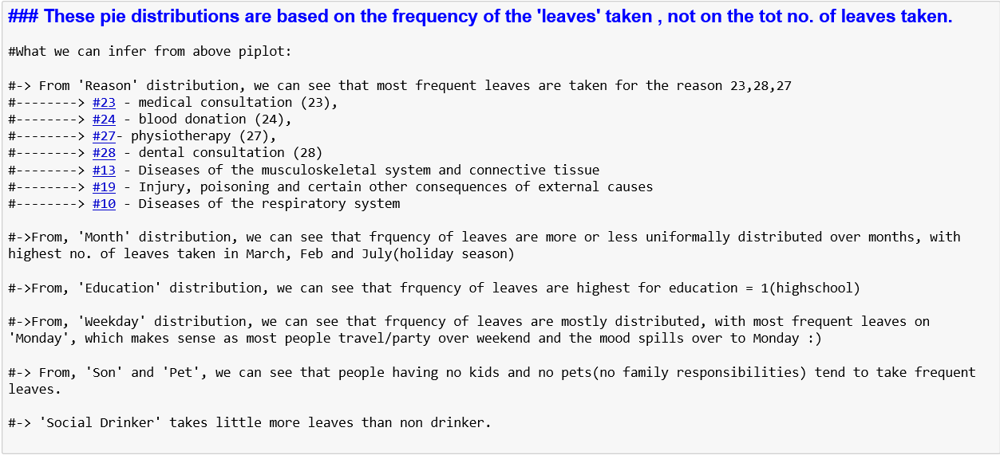 ### These pie distributions are based on the frequency of the 'leaves' taken , not on the tot no. of leaves taken.
#What we can infer from above piplot:
#-> From 'Reason' distribution, we can see that most frequent leaves are taken for the reason 23,28,27
#--------> #23 - medical consultation (23),
#--------> #24 - blood donation (24),
#--------> #27- physiotherapy (27),
#--------> #28 - dental consultation (28)
#--------> #13 - Diseases of the musculoskeletal system and connective tissue
#--------> #19 - Injury, poisoning and certain other consequences of external causes
#--------> #10 - Diseases of the respiratory system
#->From, 'Month' distribution, we can see that frquency of leaves are more or less uniformally distributed over months, with
highest no. of leaves taken in March, Feb and July(holiday season)
#->From, 'Education' distribution, we can see that frquency of leaves are highest for education = 1(highschool)
#->From, 'Weekday' distribution, we can see that frquency of leaves are mostly distributed, with most frequent leaves on
'Monday', which makes sense as most people travel/party over weekend and the mood spills over to Monday :)
#-> From, 'Son' and 'Pet', we can see that people having no kids and no pets(no family responsibilities) tend to take frequent
leaves.
#-> 'Social Drinker' takes little more leaves than non drinker.